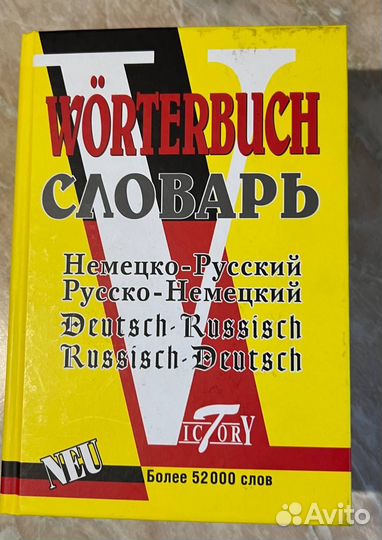 WÖRTERBUCH
СЛОВАРЬ
Немецко-Русский
Русско-Немецкий
Deutsch-Russisch
Russisch-Deutsch
VICTORY
NEU
Более 52000 слов
Avito